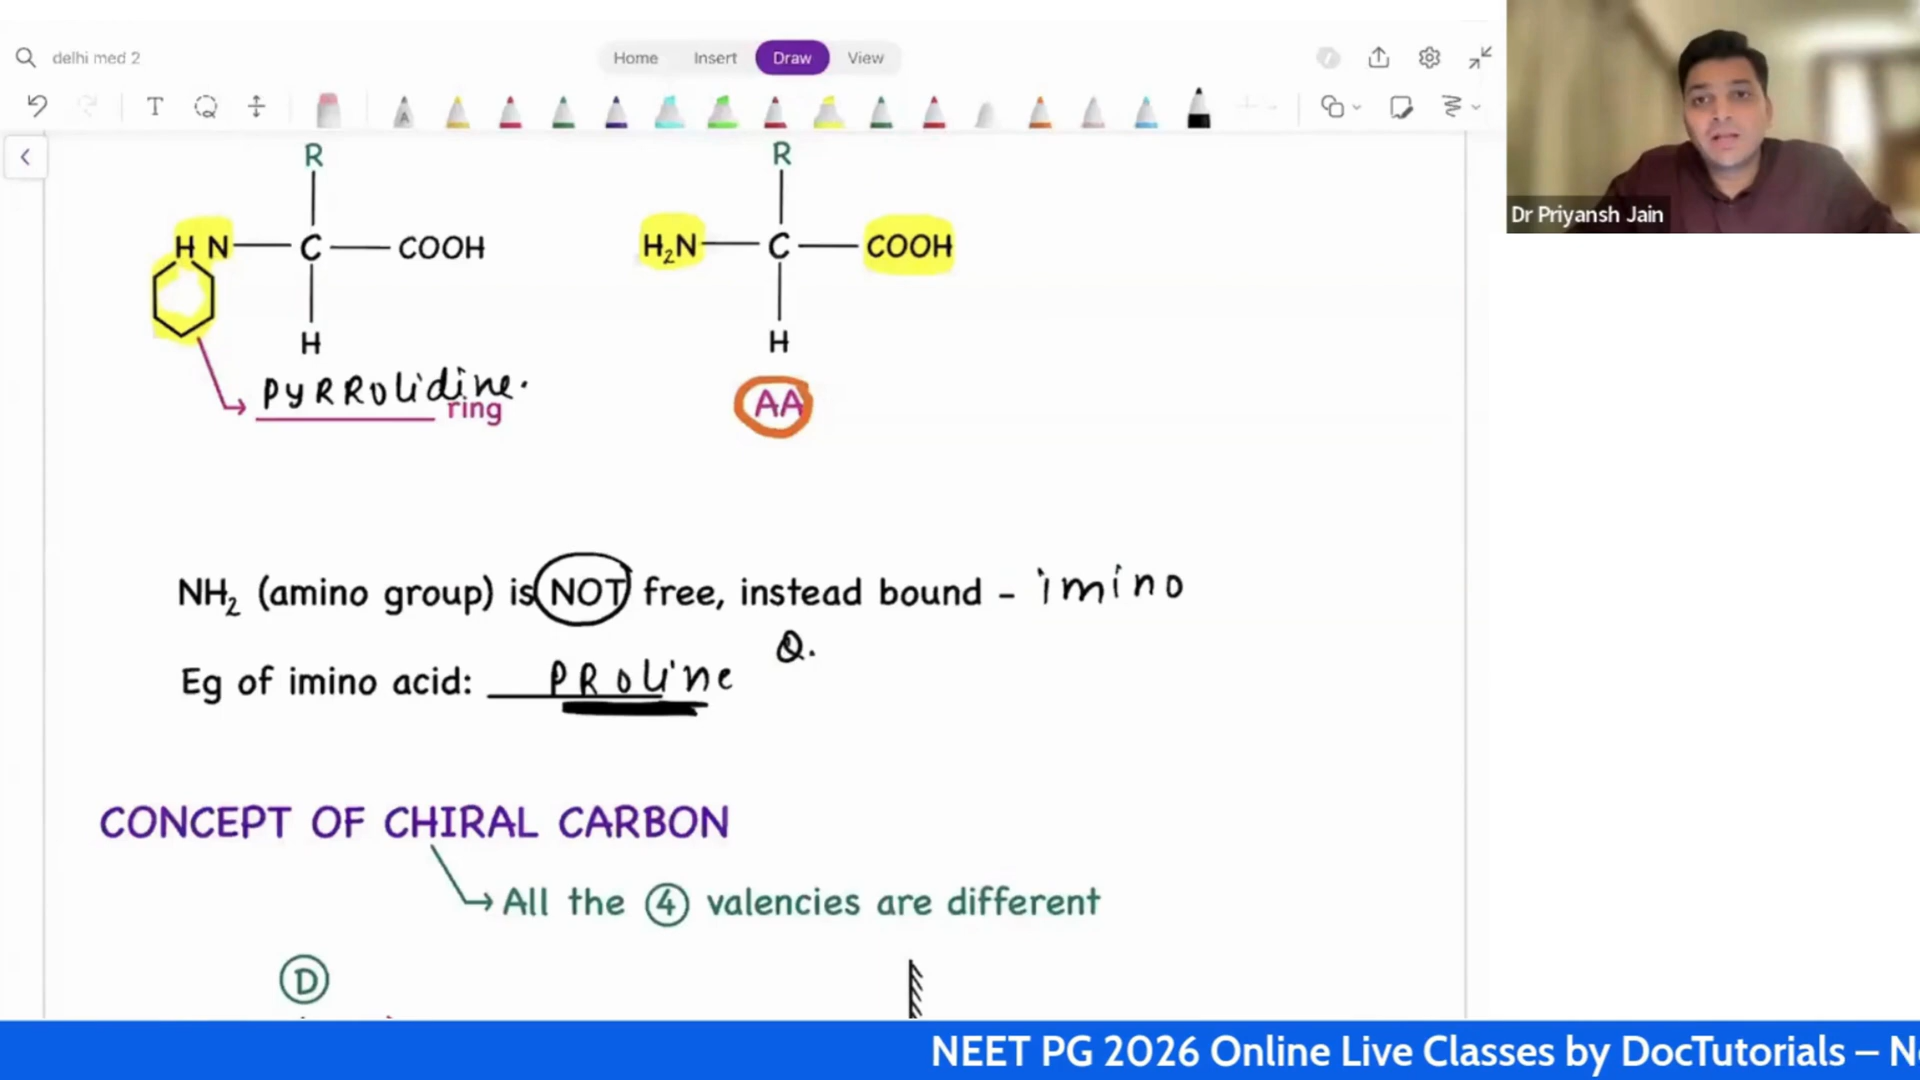 delhi med 2
Home Insert Draw View
T
A
Dr Priyansh Jain
R
H N C COOH
H
PYRROlidine.
ring
R
H₂N C COOH
H
AA
NH₂ (amino group) is NOT free, instead bound - imino
Q.
Eg of imino acid: PROline
CONCEPT OF CHIRAL CARBON
All the 4 valencies are different
D
NEET PG 2026 Online Live Classes by DocTutorials –